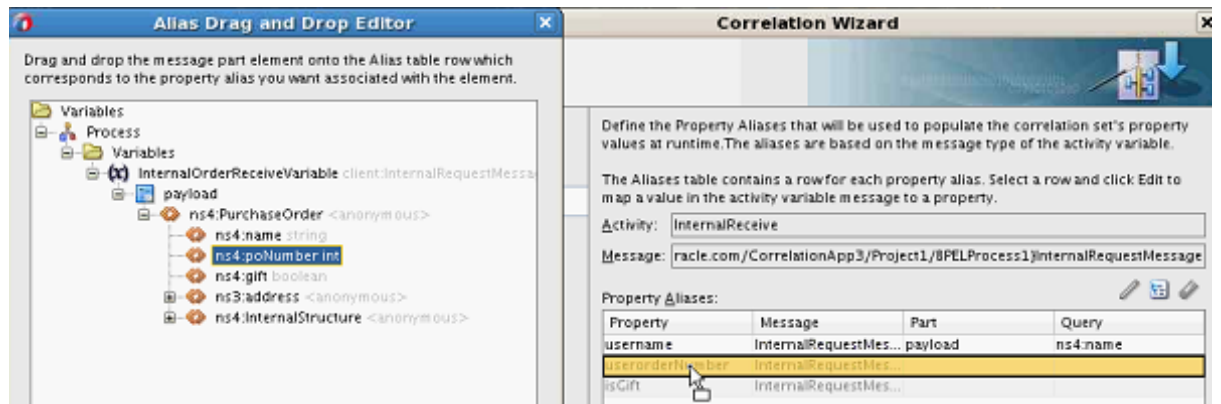 Alias Drag and Drop Editor
Drag and drop the message part element onto the Alias table row which
corresponds to the property alias you want associated with the element.
Variables
Process
Variables
InternalOrderReceiveVariable client:InternalRequestMessa
payload
ns4:PurchaseOrder <anonymous>
ns4:name string
ns4:poNumber int
ns4:gift boolean
ns3:address <anonymous>
ns4:InternalStructure <anonymous>
Correlation Wizard
Define the Property Aliases that will be used to populate the correlation set's property
values at runtime.The aliases are based on the message type of the activity variable.
The Aliases table contains a row for each property alias. Select a row and click Edit to
map a value in the activity variable message to a property.
Activity: InternalReceive
Message: racle.com/CorrelationApp3/Project1/BPELProcess1}InternalRequestMessage
Property Aliases:
Property Message Part Query
username InternalRequestMes... payload ns4:name
userorderNumber InternalRequestMes...
isGift InternalRequestMes...